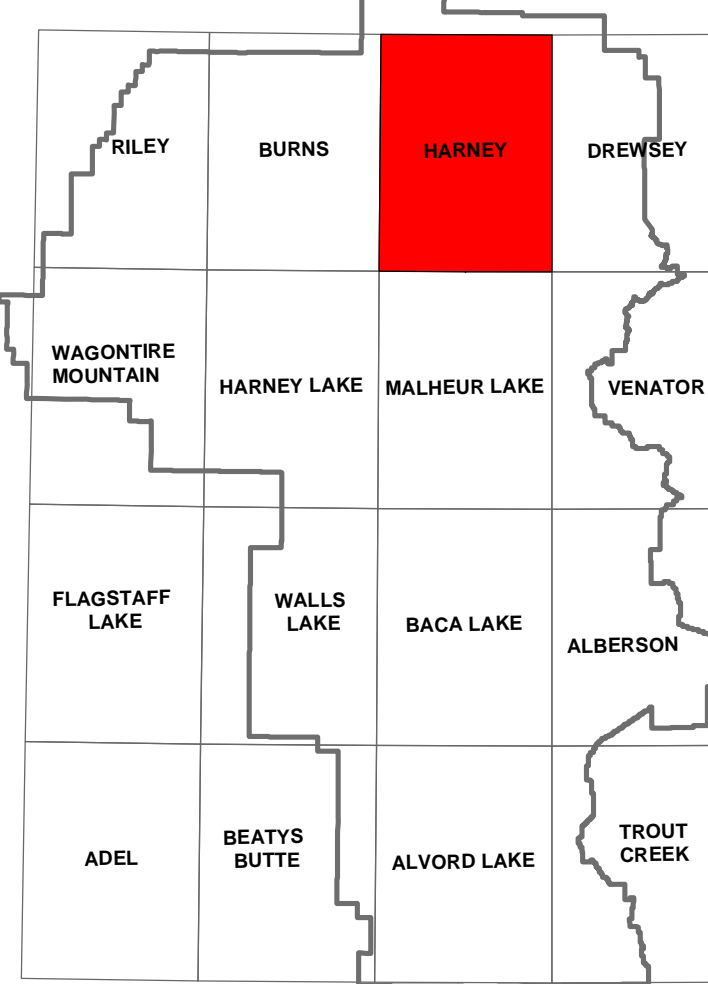 RILEY
BURNS
HARNEY
DREWSEY
WAGONTIRE
MOUNTAIN
HARNEY LAKE
MALHEUR LAKE
VENATOR
FLAGSTAFF
LAKE
WALLS
LAKE
BACA LAKE
ALBERSON
ADEL
BEATYS
BUTTE
ALVORD LAKE
TROUT
CREEK